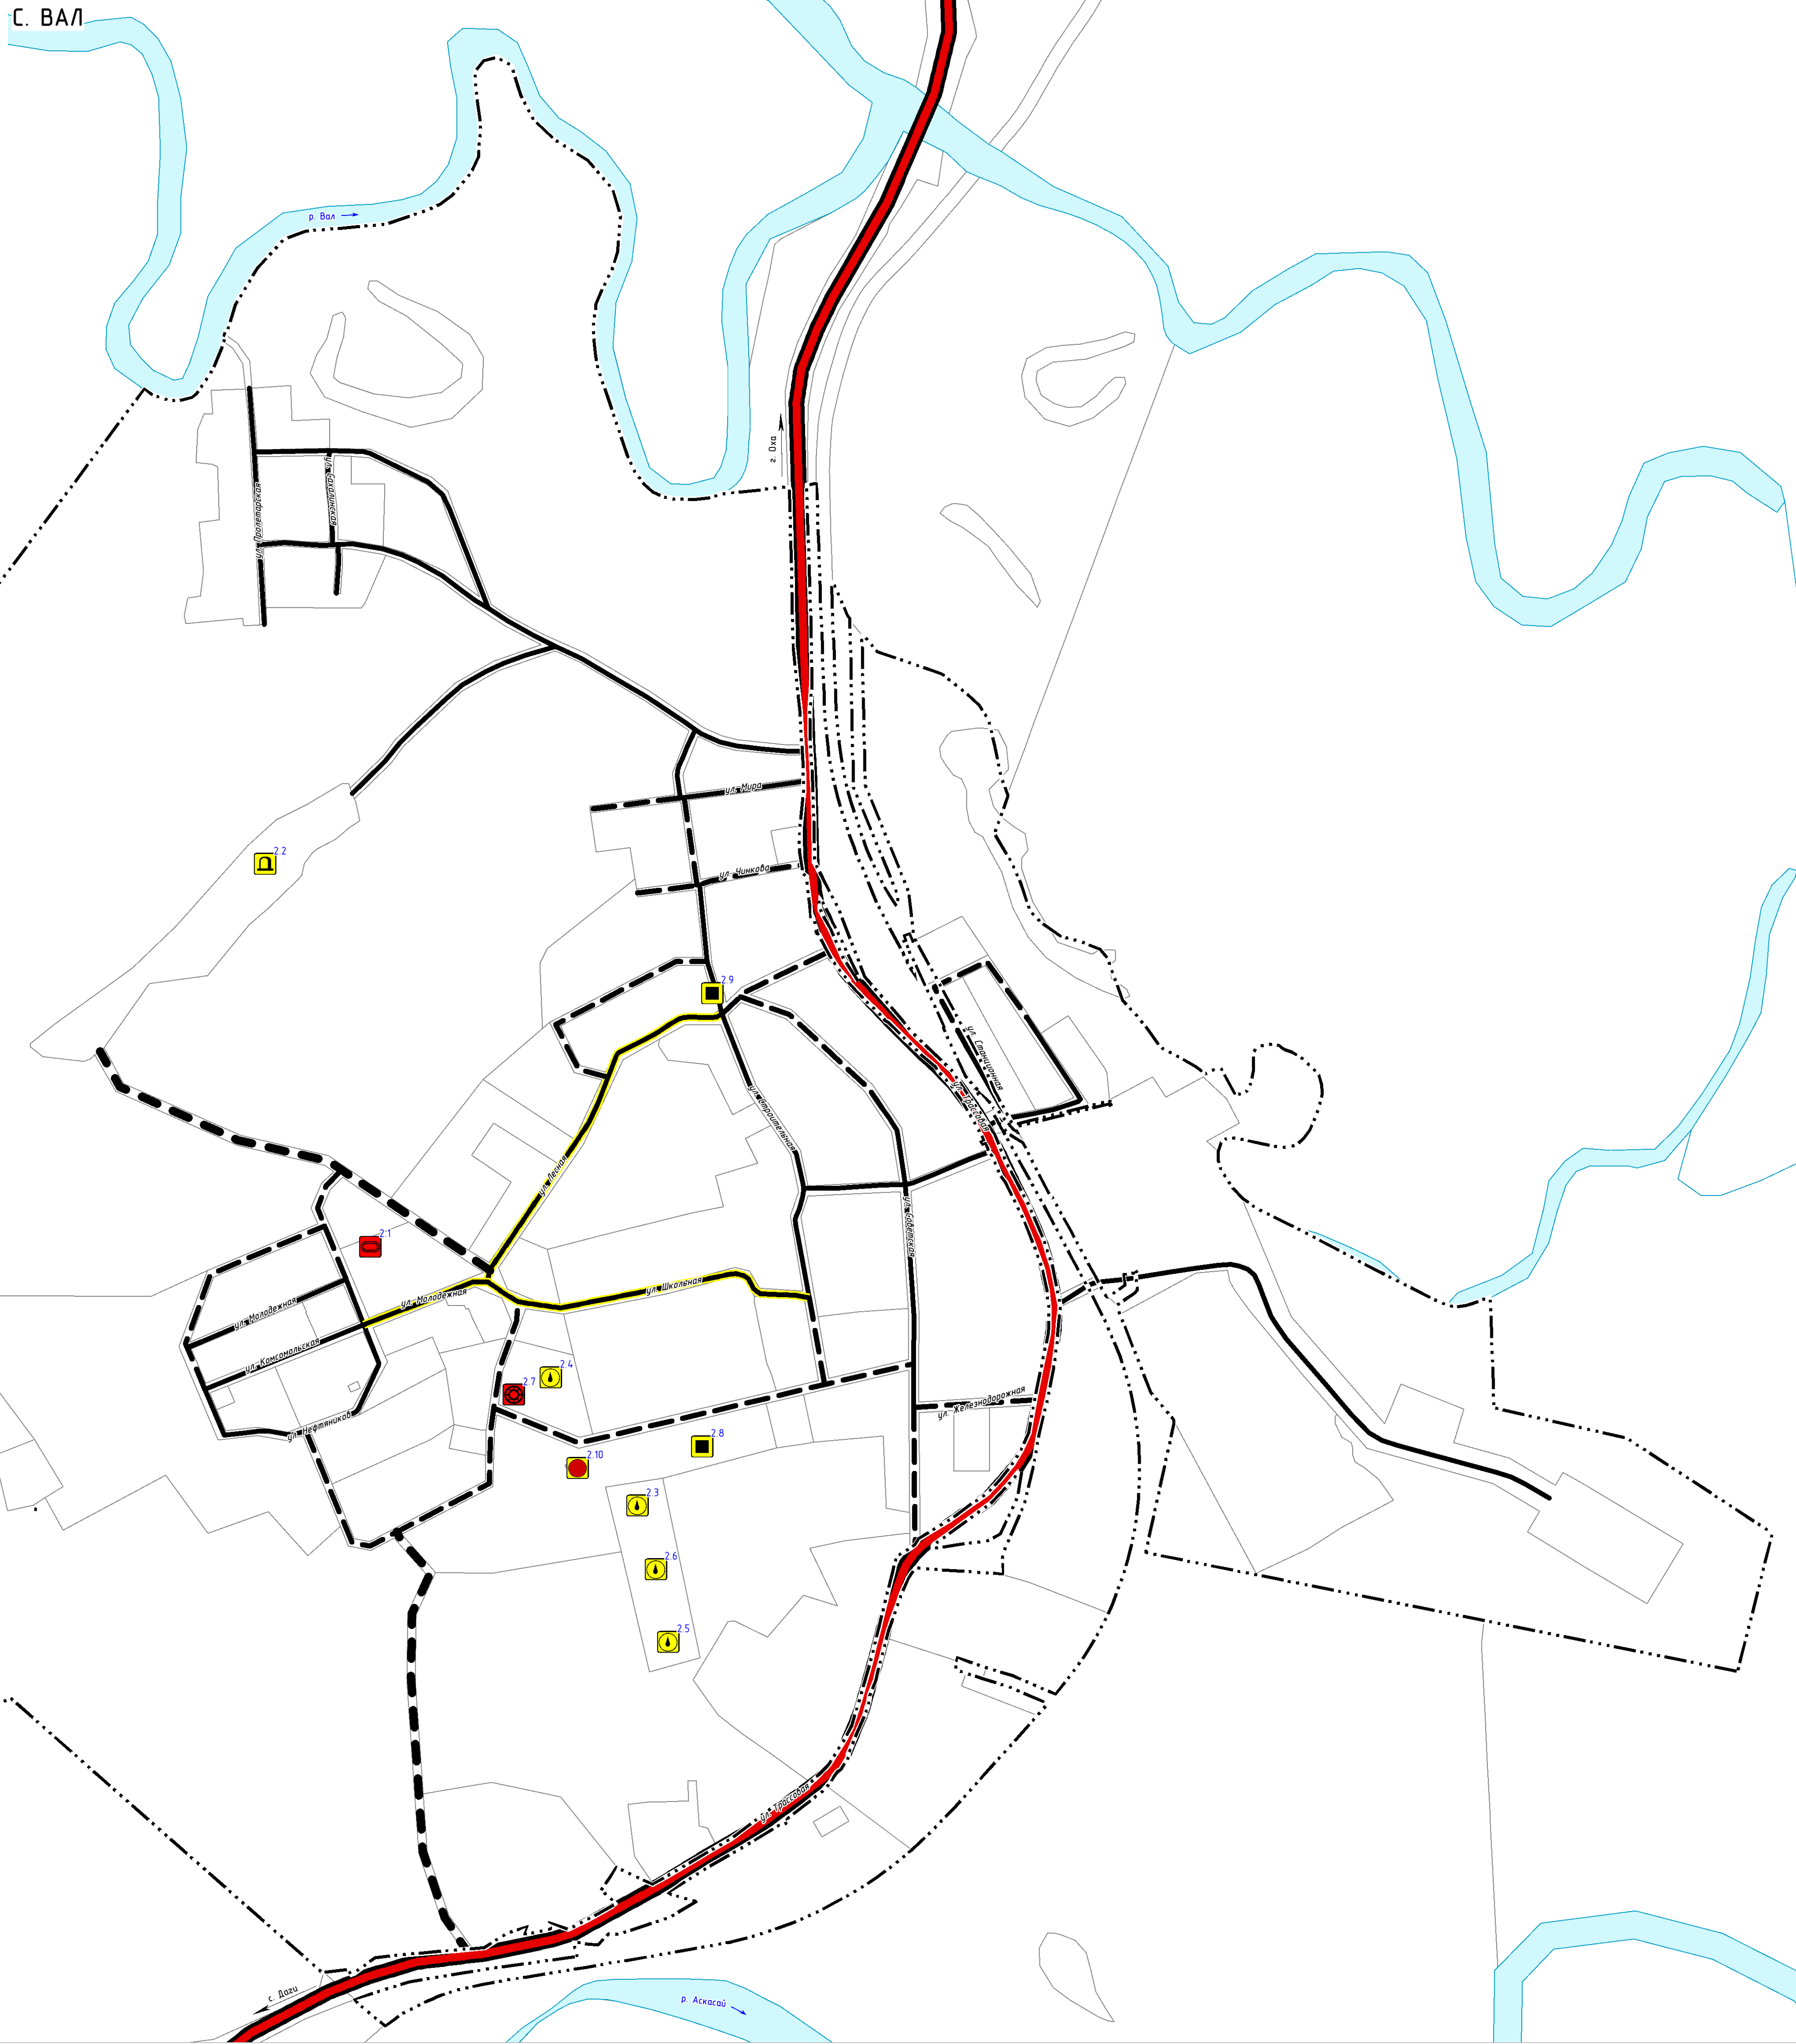 С. ВАЛ
р. Вал
г. Оха
ул. Сахалинская
ул. Пролетарская
ул. Мира
2.2
ул. Чинкова
2.9
ул. Станционная
ул. Трассовая
ул. Строительная
ул. Лесная
ул. Советская
2.1
ул. Школьная
ул. Молодежная
ул. Молодежная
ул. Комсомольская
2.4
2.7
ул. Железнодорожная
ул. Нефтяников
2.8
2.10
2.3
2.6
2.5
ул. Трассовая
с. Даги
р. Аскасай